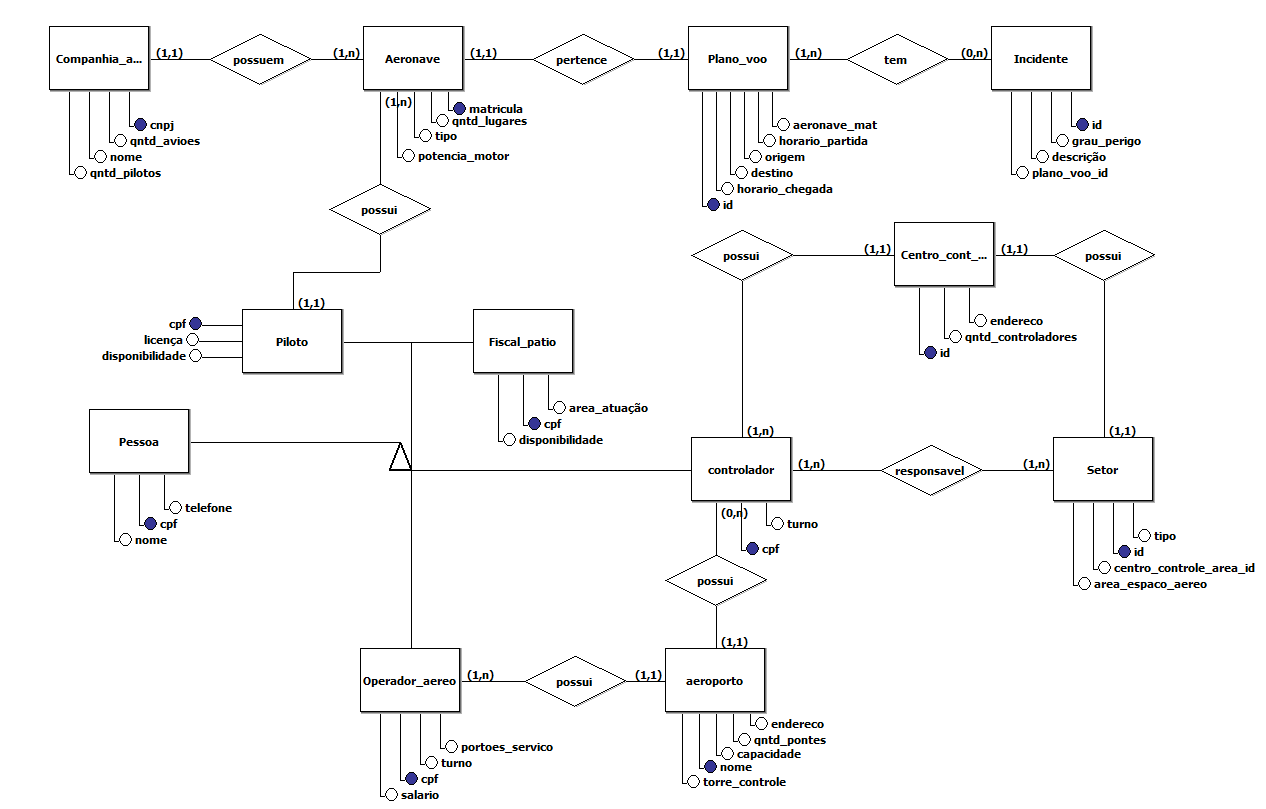 Companhia_a...
(1,1)
possuem
(1,n)
Aeronave
(1,1)
pertence
(1,1)
Plano_voo
(1,n)
tem
(0,n)
Incidente
cnpj
qntd_avioes
nome
qntd_pilotos
(1,n)
matricula
qntd_lugares
tipo
potencia_motor
aeronave_mat
horario_partida
origem
destino
horario_chegada
id
id
grau_perigo
descrição
plano_voo_id
possui
possui
(1,1)
Centro_cont_...
(1,1)
possui
endereco
qntd_controladores
id
(1,1)
cpf
licença
disponibilidade
Piloto
Fiscal_patio
area_atuação
cpf
disponibilidade
Pessoa
telefone
cpf
nome
(1,n)
controlador
(1,n)
responsavel
(1,n)
(1,1)
Setor
(0,n)
turno
cpf
tipo
id
centro_controle_area_id
area_espaco_aereo
possui
(1,1)
Operador_aereo
(1,n)
possui
(1,1)
aeroporto
portoes_servico
turno
cpf
salario
endereco
qntd_pontes
capacidade
nome
torre_controle